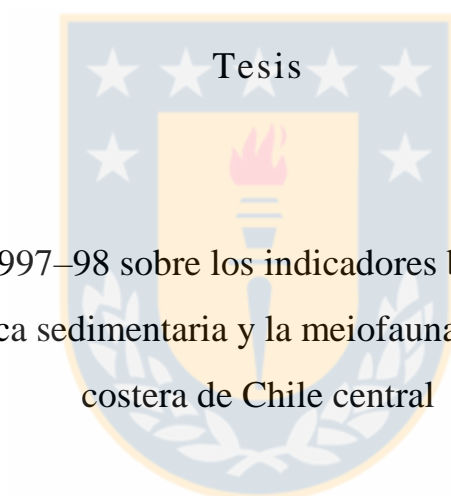 Tesis
997–98 sobre los indicadores
ca sedimentaria y la meiofauna
costera de Chile central